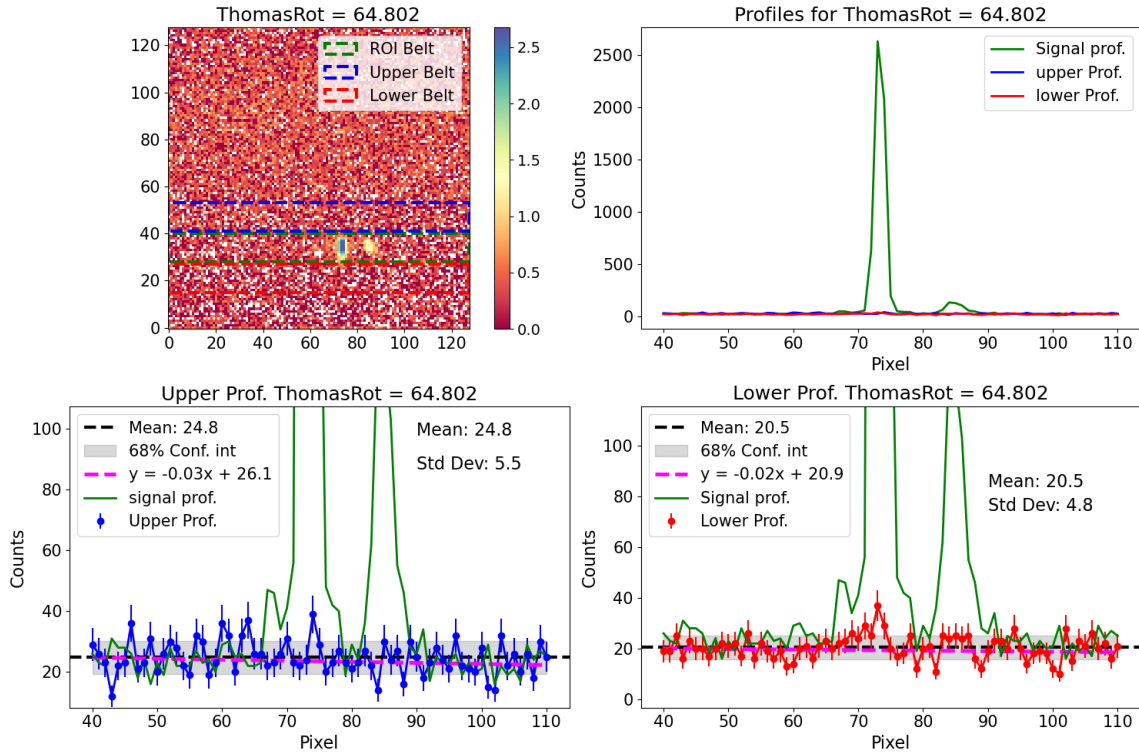 ThomasRot = 64.802
120
100
80
60
40
20
0
0 20 40 60 80 100 120
ROI Belt
Upper Belt
Lower Belt
2.5
2.0
1.5
1.0
0.5
0.0
Profiles for ThomasRot = 64.802
Counts
2500
2000
1500
1000
500
0
40 50 60 70 80 90 100 110
Pixel
Signal prof.
upper Prof.
lower Prof.
Upper Prof. ThomasRot = 64.802
Counts
100
80
60
40
20
40 50 60 70 80 90 100 110
Pixel
Mean: 24.8
68% Conf. int
y = -0.03x + 26.1
signal prof.
Upper Prof.
Mean: 24.8
Std Dev: 5.5
Lower Prof. ThomasRot = 64.802
Counts
100
80
60
40
20
0
40 50 60 70 80 90 100 110
Pixel
Mean: 20.5
68% Conf. int
y = -0.02x + 20.9
Signal prof.
Lower Prof.
Mean: 20.5
Std Dev: 4.8